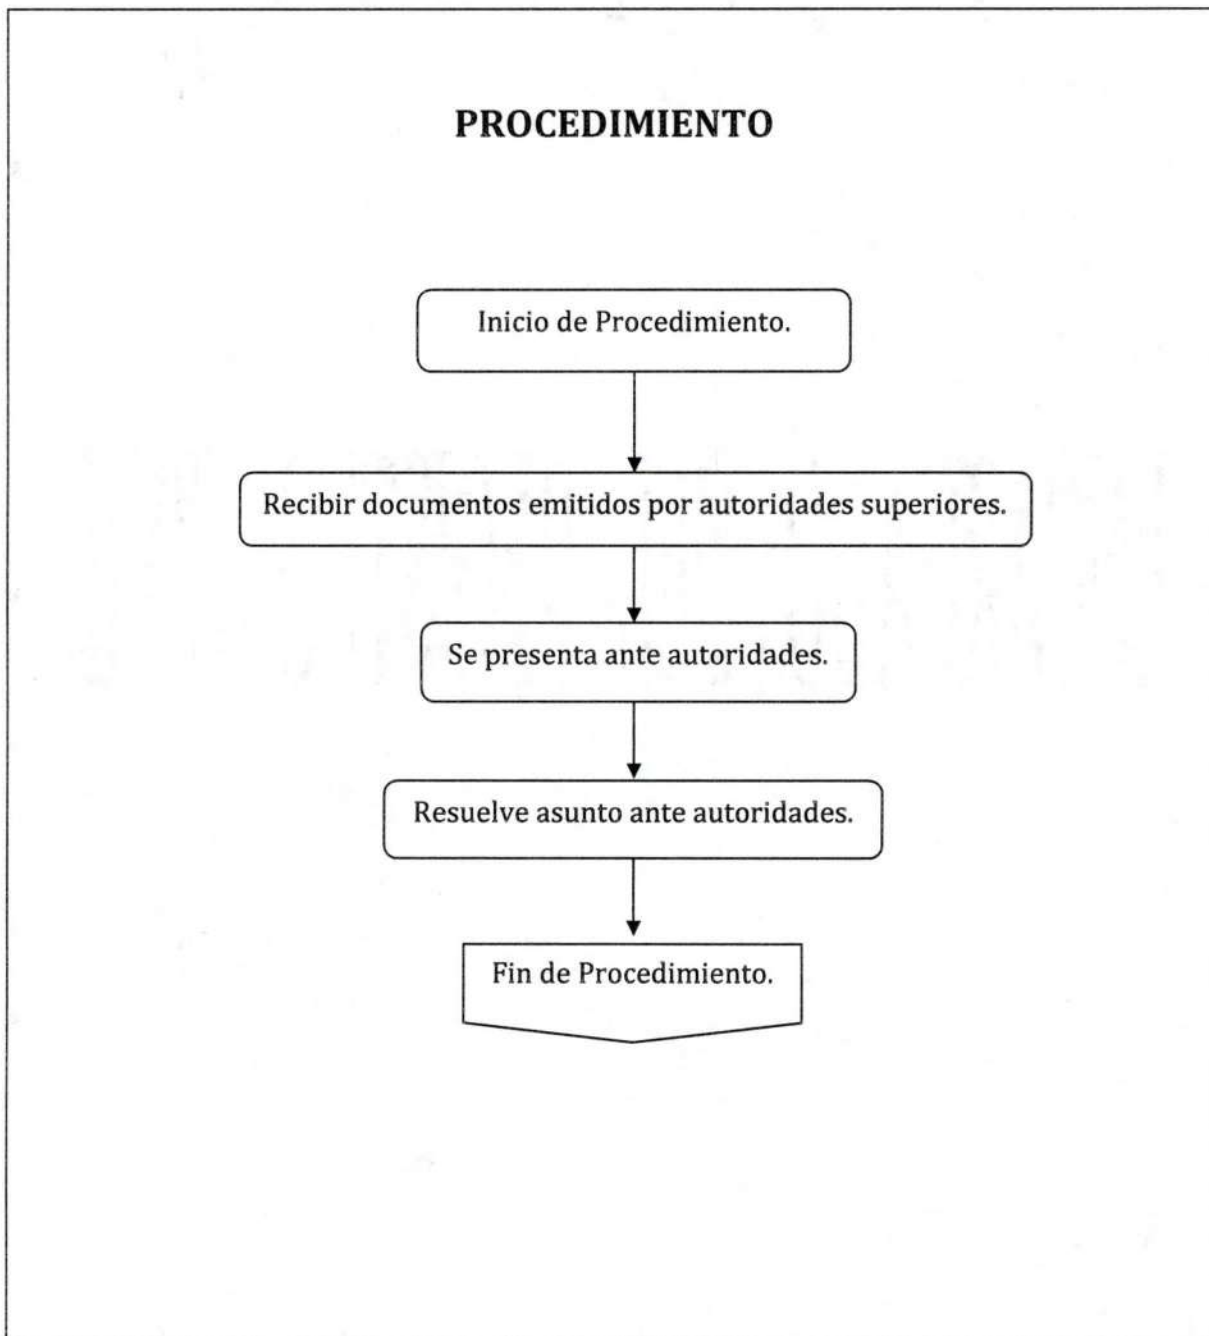 PROCEDIMIENTO
Inicio de Procedimiento.
Recibir documentos emitidos por autoridades superiores.
Se presenta ante autoridades.
Resuelve asunto ante autoridades.
Fin de Procedimiento.